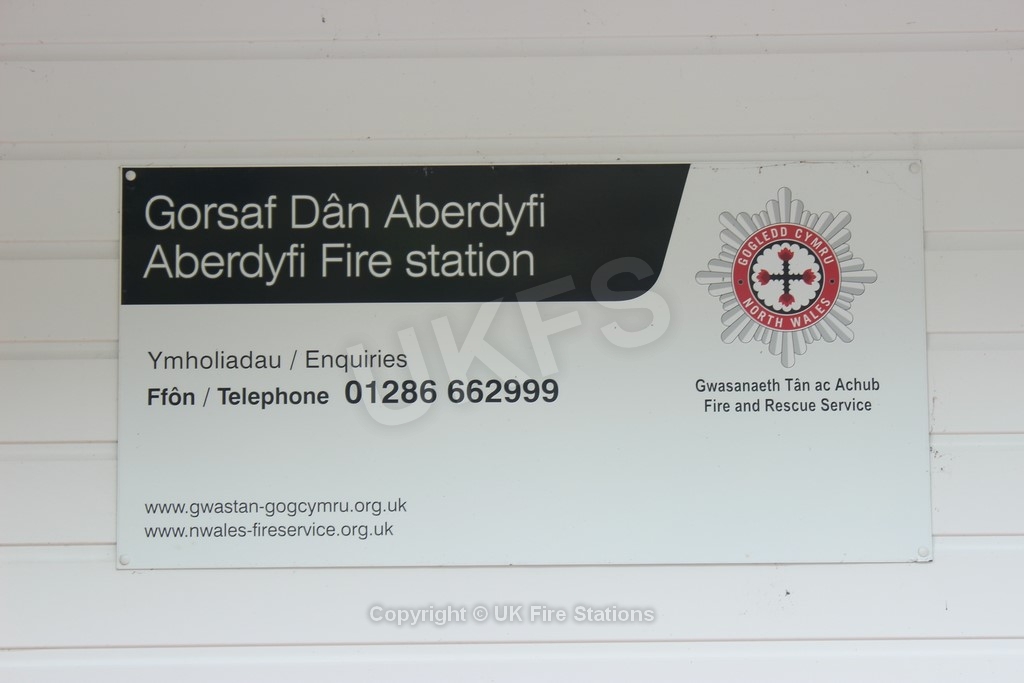 Gorsaf Dân Aberdyfi
Aberdyfi Fire station
GOGLEDD CYMRU
NORTH WALES
Gwasanaeth Tân ac Achub
Fire and Rescue Service
Ymholiadau / Enquiries
Ffôn / Telephone 01286 662999
www.gwastan-gogcymru.org.uk
www.nwales-fireservice.org.uk
UKFS
Copyright © UK Fire Stations